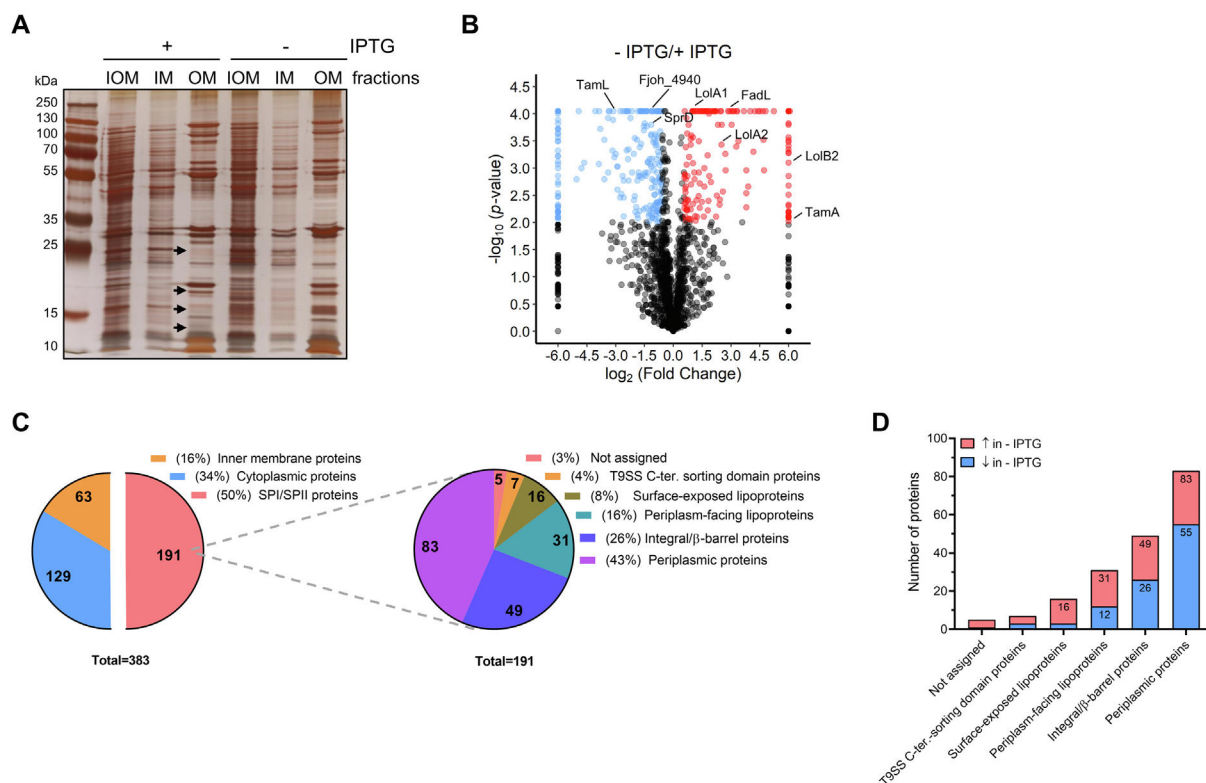 A
+ - IPTG
IOM IM OM IOM IM OM fractions
kDa
250
130
100
70
55
35
25
15
10
B
- IPTG/+ IPTG
TamL
Fjoh_4940
LolA1
FadL
SprD
LolA2
LolB2
TamA
4.5
4.0
3.5
3.0
2.5
2.0
1.5
1.0
0.5
0.0
-log10 (p-value)
-6.0 -4.5 -3.0 -1.5 0.0 1.5 3.0 4.5 6.0
log2 (Fold Change)
C
(16%) Inner membrane proteins
(34%) Cytoplasmic proteins
(50%) SPI/SPII proteins
63
129
191
Total=383
(3%) Not assigned
(4%) T9SS C-ter. sorting domain proteins
(8%) Surface-exposed lipoproteins
(16%) Periplasm-facing lipoproteins
(26%) Integral/β-barrel proteins
(43%) Periplasmic proteins
5
7
16
31
49
83
Total=191
D
↑ in - IPTG
↓ in - IPTG
100
80
60
40
20
0
Number of proteins
16
31
12
49
26
83
55
Not assigned
T9SS C-ter.-sorting domain proteins
Surface-exposed lipoproteins
Periplasm-facing lipoproteins
Integral/β-barrel proteins
Periplasmic proteins